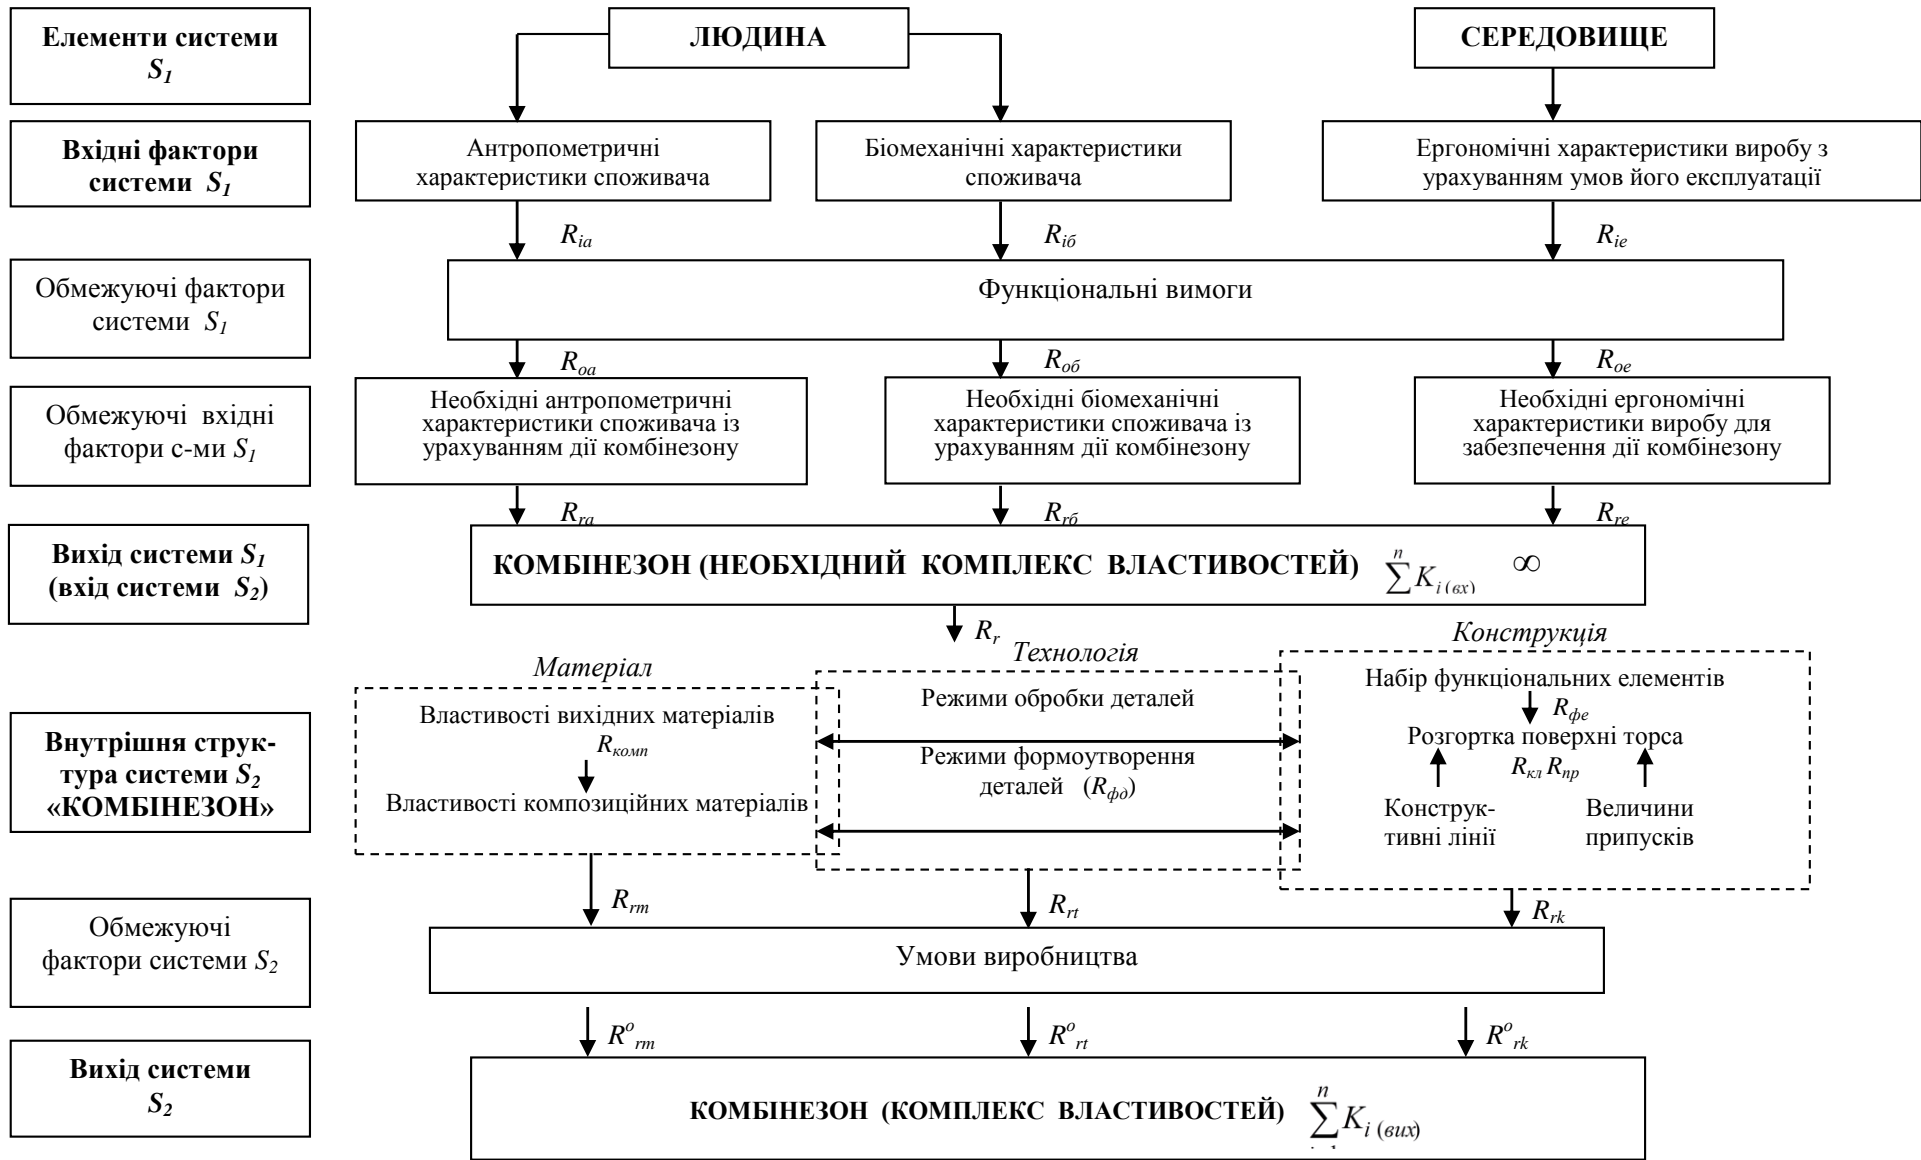 Елементи системи
S1
ЛЮДИНА
СЕРЕДОВИЩЕ
Вхідні фактори
системи S1
Антропометричні
характеристики споживача
Біомеханічні характеристики
споживача
Ергономічні характеристики виробу з
урахуванням умов його експлуатації
Ria
Riб
Rie
Обмежуючі фактори
системи S1
Функціональні вимоги
Roa
Roб
Roe
Обмежуючі вхідні
фактори с-ми S1
Необхідні антропометричні
характеристики споживача із
урахуванням дії комбінезону
Необхідні біомеханічні
характеристики споживача із
урахуванням дії комбінезону
Необхідні ергономічні
характеристики виробу для
забезпечення дії комбінезону
Rra
Rrб
Rre
Вихід системи S1
(вхід системи S2)
КОМБІНЕЗОН (НЕОБХІДНИЙ КОМПЛЕКС ВЛАСТИВОСТЕЙ) n∑Ki (вх) ∞
Rr
Матеріал
Технологія
Конструкція
Внутрішня струк-
тура системи S2
«КОМБІНЕЗОН»
Властивості вихідних матеріалів
Rкомп
Властивості композиційних матеріалів
Режими обробки деталей
Режими формоутворення
деталей (Rфд)
Набір функціональних елементів
Rфе
Розгортка поверхні торса
Rкл Rпр
Конструк-
тивні лінії
Величини
припусків
Rrm
Rrt
Rrk
Обмежуючі
фактори системи S2
Умови виробництва
Rorm
Rort
Rork
Вихід системи
S2
КОМБІНЕЗОН (КОМПЛЕКС ВЛАСТИВОСТЕЙ) n∑Ki (вих)